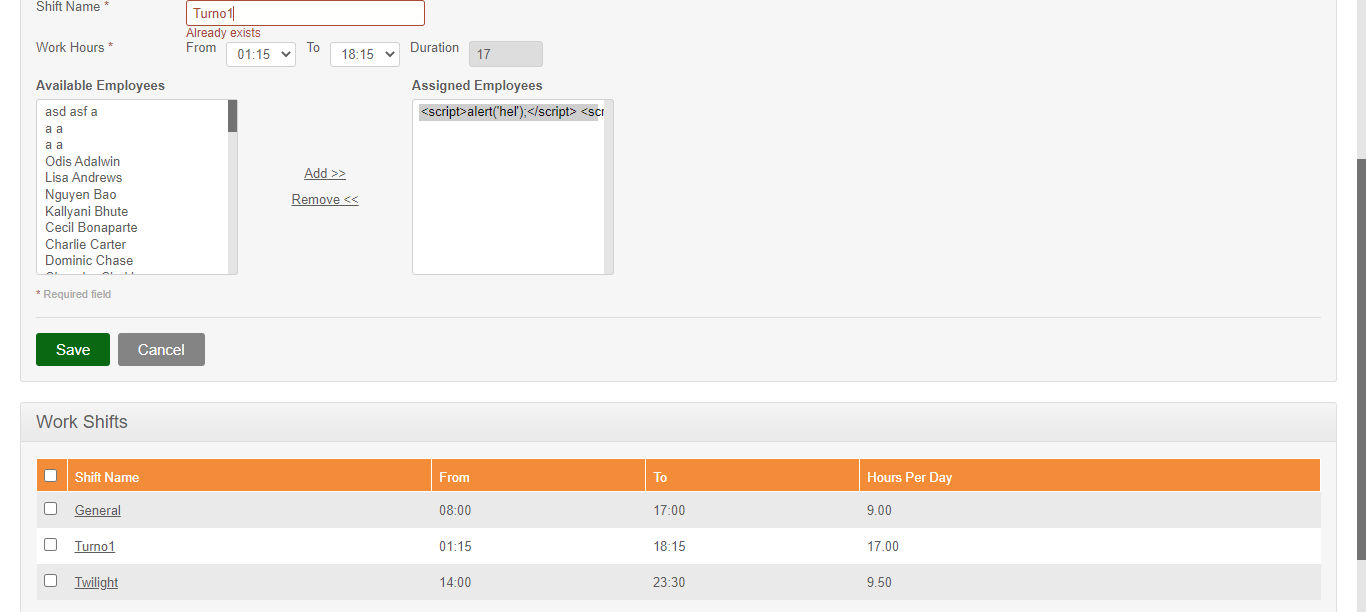 Shift Name *
Turno1
Already exists
Work Hours *
From 01:15 To 18:15 Duration 17
Available Employees
Assigned Employees
asd asf a
a a
a a
Odis Adalwin
Lisa Andrews
Nguyen Bao
Kallyani Bhute
Cecil Bonaparte
Charlie Carter
Dominic Chase
Add >>
Remove <<
<script>alert('hel');</script> <scr
* Required field
Save Cancel
Work Shifts
Shift Name From To Hours Per Day
General 08:00 17:00 9.00
Turno1 01:15 18:15 17.00
Twilight 14:00 23:30 9.50